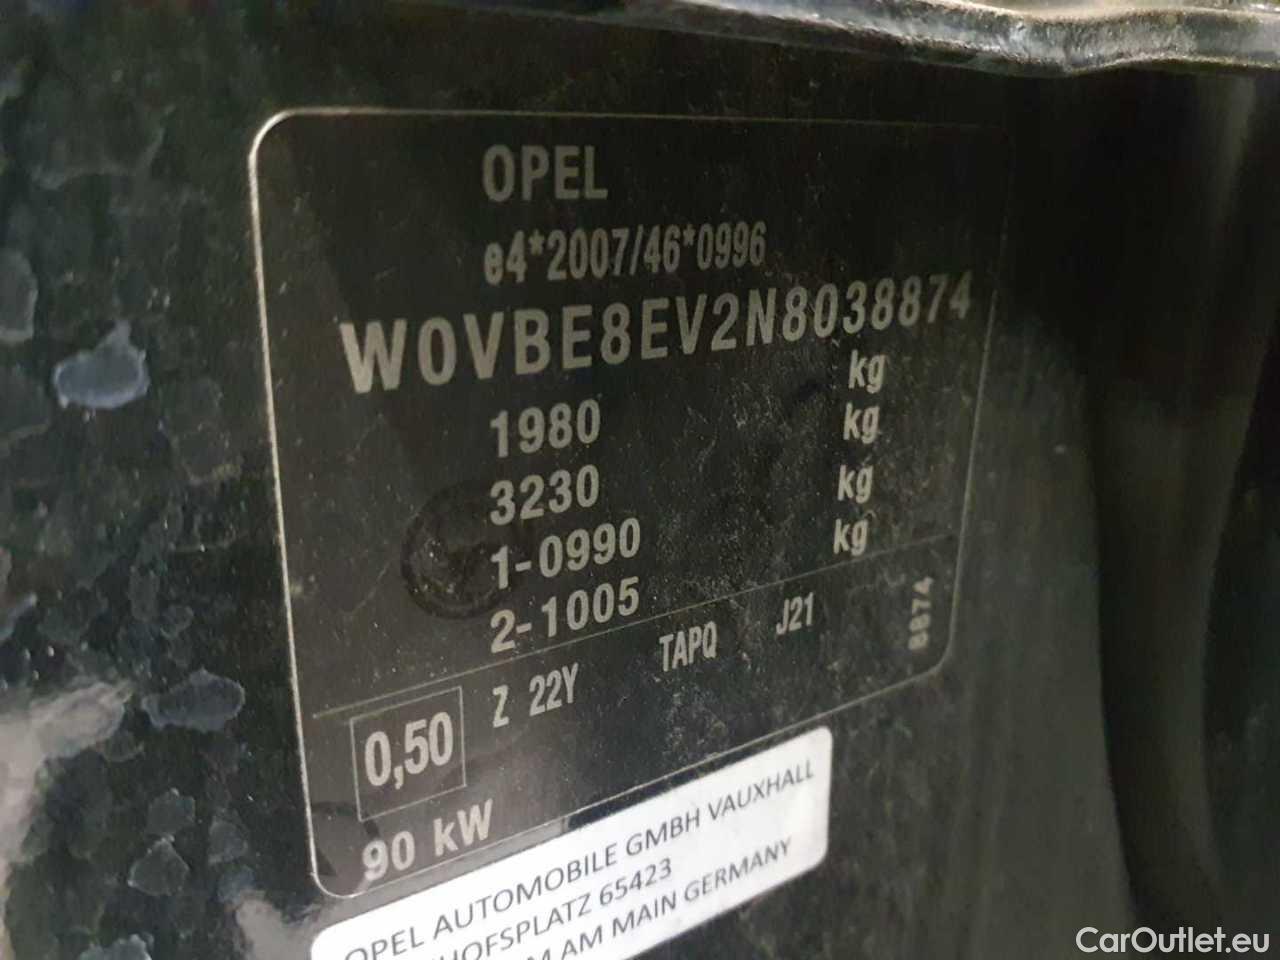 OPEL
e4*2007/46*0996
W0VBE8EV2N8038874
1980 kg
3230 kg
1-0990 kg
2-1005 kg
0,50 Z 22Y TAPQ J21 8874
90 kW
OPEL AUTOMOBILE GMBH VAUXHALL
65423
AM MAIN GERMANY
CarOutlet.eu